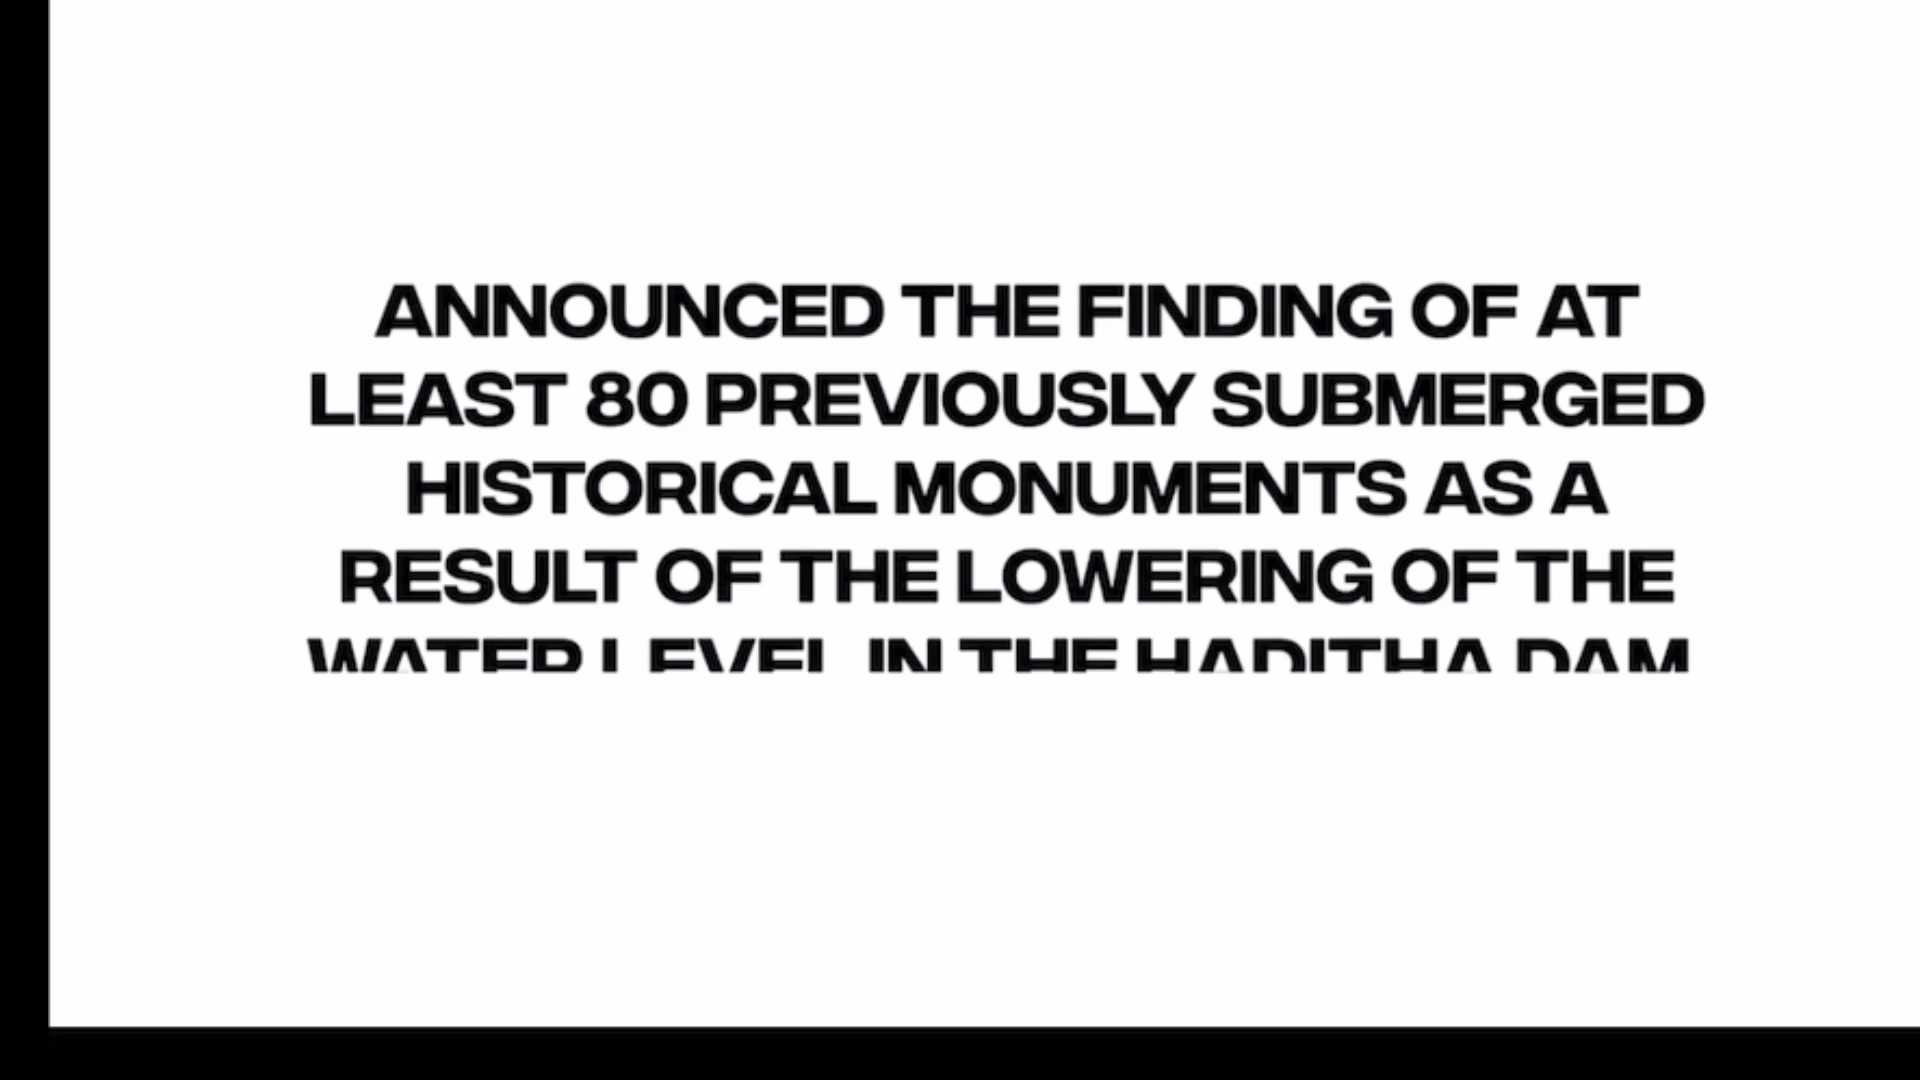 ANNOUNCED THE FINDING OF AT
LEAST 80 PREVIOUSLY SUBMERGED
HISTORICAL MONUMENTS AS A
RESULT OF THE LOWERING OF THE
WATER LEVEL IN THE HADITHA DAM